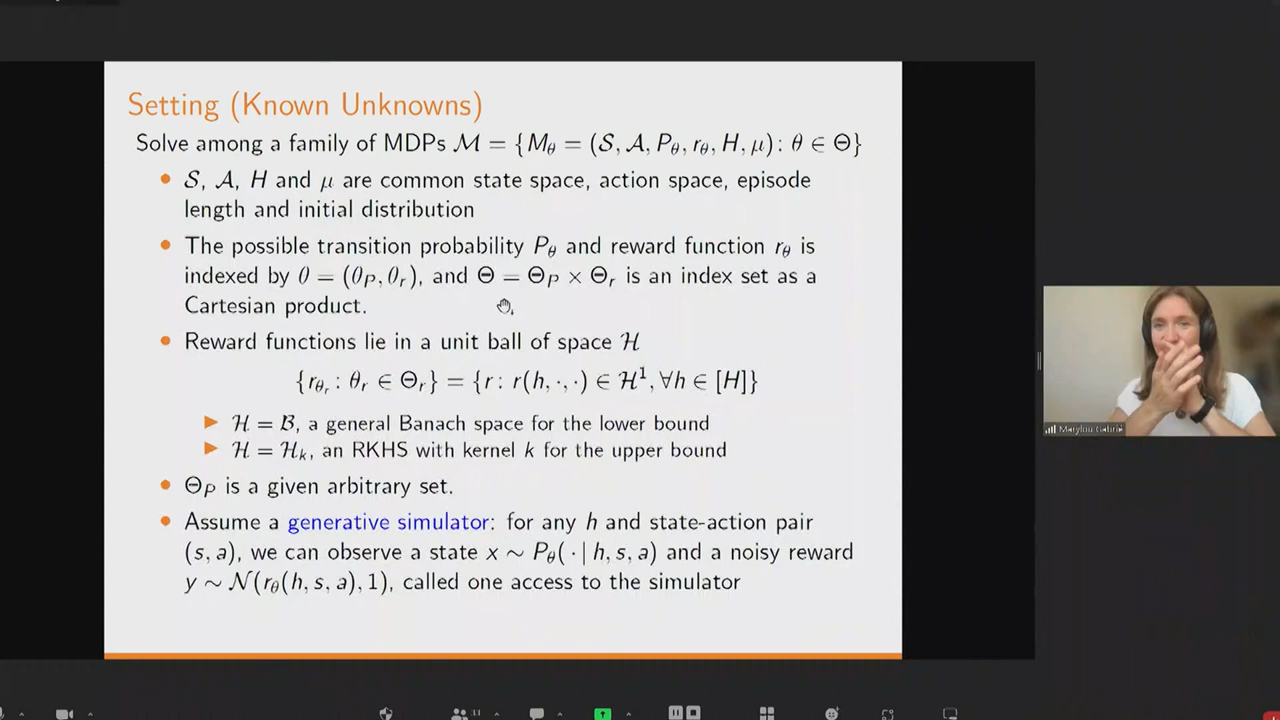 Setting (Known Unknowns)
Solve among a family of MDPs ℳ = {M_θ = (𝒮, 𝒜, P_θ, r_θ, H, μ): θ ∈ Θ}
• 𝒮, 𝒜, H and μ are common state space, action space, episode
length and initial distribution
• The possible transition probability P_θ and reward function r_θ is
indexed by θ = (θ_P, θ_r), and Θ = Θ_P × Θ_r is an index set as a
Cartesian product.
• Reward functions lie in a unit ball of space ℋ
{r_{θ_r}: θ_r ∈ Θ_r} = {r: r(h, ·, ·) ∈ ℋ^1, ∀h ∈ [H]}
▶ ℋ = ℬ, a general Banach space for the lower bound
▶ ℋ = ℋ_k, an RKHS with kernel k for the upper bound
• Θ_P is a given arbitrary set.
• Assume a generative simulator: for any h and state-action pair
(s, a), we can observe a state x ∼ P_θ(· | h, s, a) and a noisy reward
y ∼ 𝒩(r_θ(h, s, a), 1), called one access to the simulator
Marylou Gabrié
11